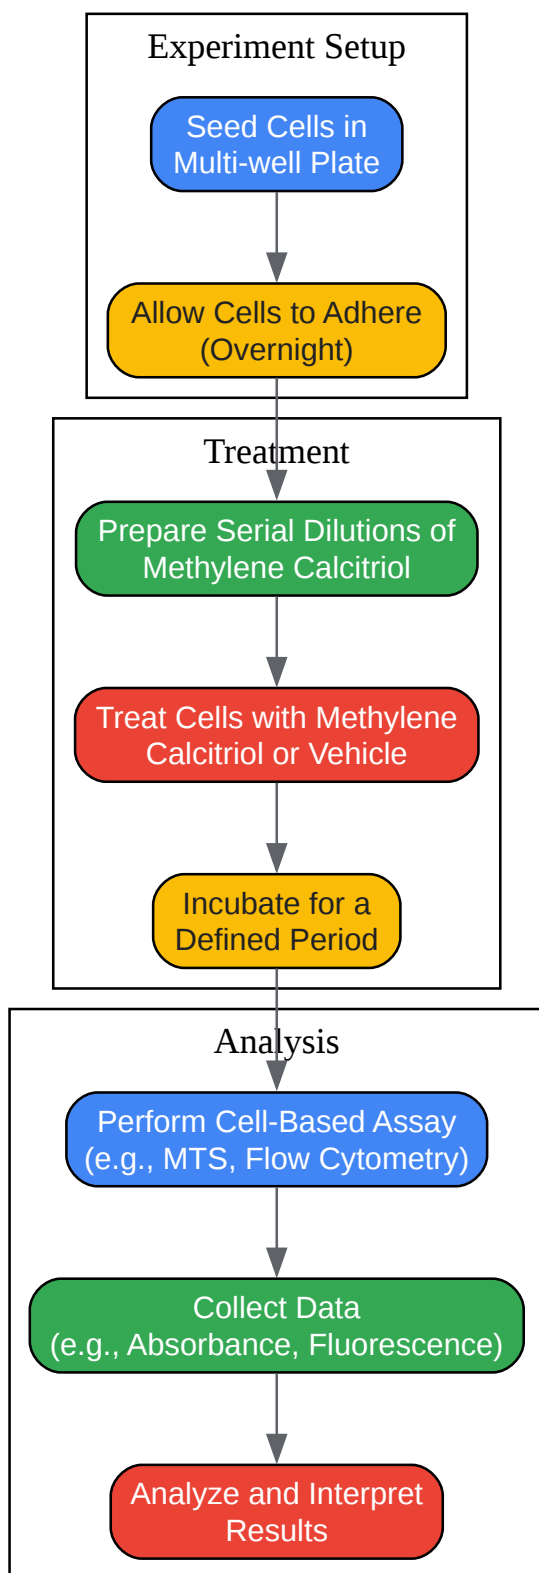 Experiment Setup
Seed Cells in
Multi-well Plate
Allow Cells to Adhere
(Overnight)
Treatment
Prepare Serial Dilutions of
Methylene Calcitriol
Treat Cells with Methylene
Calcitriol or Vehicle
Incubate for a
Defined Period
Analysis
Perform Cell-Based Assay
(e.g., MTS, Flow Cytometry)
Collect Data
(e.g., Absorbance, Fluorescence)
Analyze and Interpret
Results